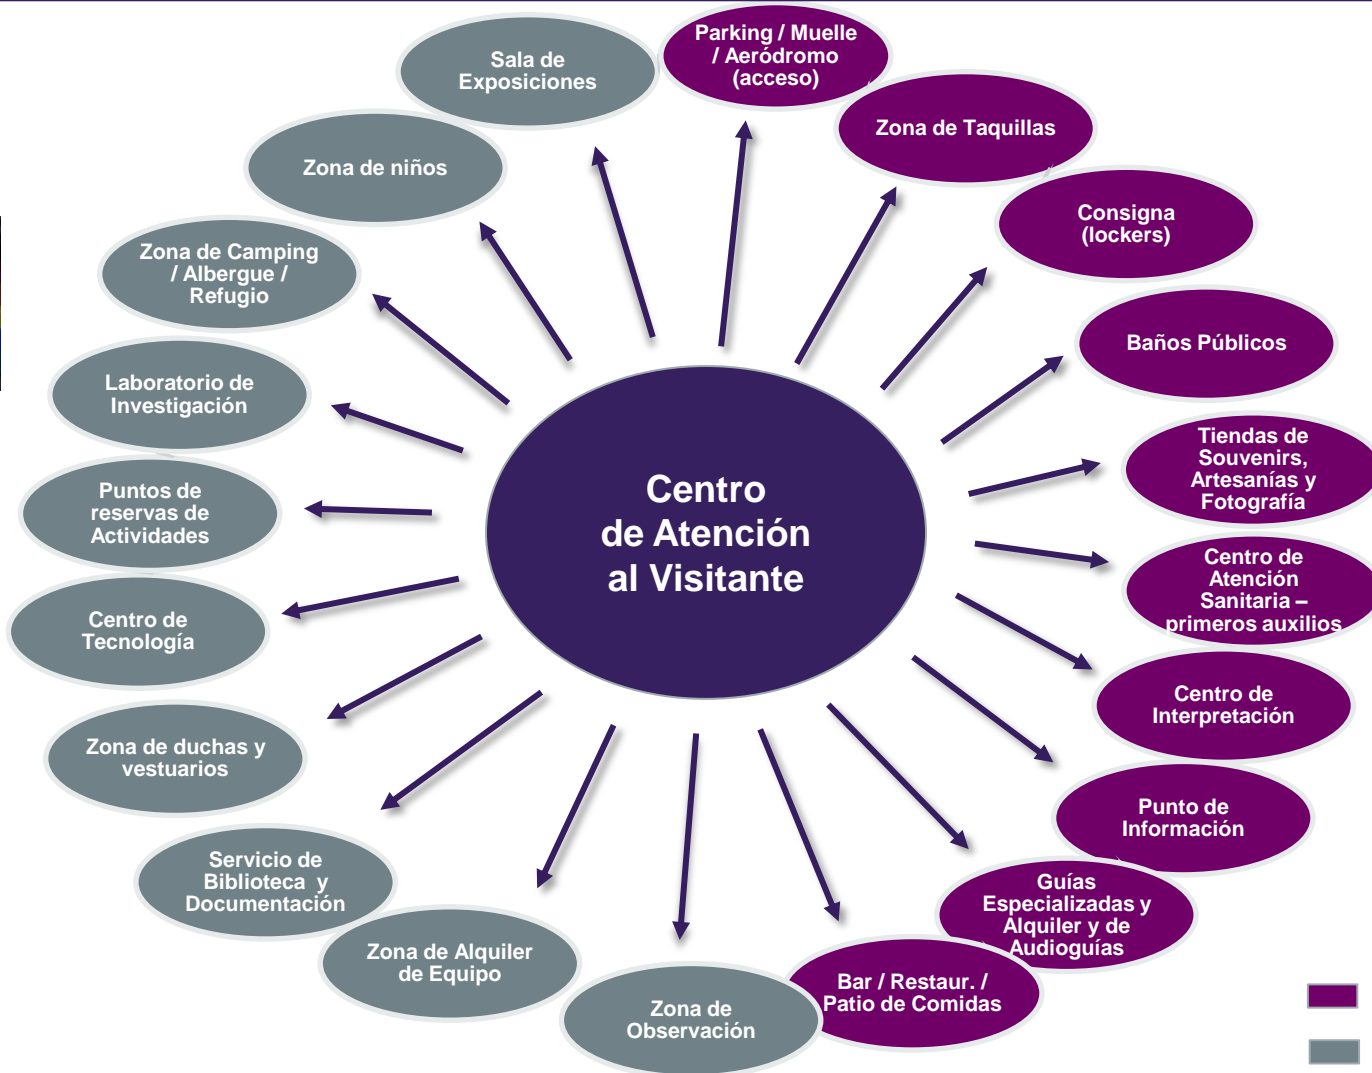 Parking / Muelle
/ Aeródromo
(acceso)
Zona de Taquillas
Consigna
(lockers)
Baños Públicos
Tiendas de
Souvenirs,
Artesanías y
Fotografía
Centro de
Atención
Sanitaria –
primeros auxilios
Centro de
Interpretación
Punto de
Información
Guías
Especializadas y
Alquiler y de
Audioguías
Bar / Restaur. /
Patio de Comidas
Zona de
Observación
Zona de Alquiler
de Equipo
Servicio de
Biblioteca y
Documentación
Zona de duchas y
vestuarios
Centro de
Tecnología
Puntos de
reservas de
Actividades
Laboratorio de
Investigación
Zona de Camping
/ Albergue /
Refugio
Zona de niños
Sala de
Exposiciones
Centro
de Atención
al Visitante